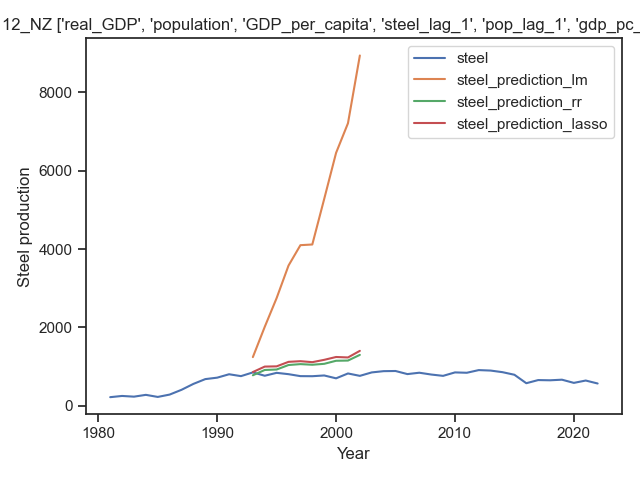 12_NZ ['real_GDP', 'population', 'GDP_per_capita', 'steel_lag_1', 'pop_lag_1', 'gdp_pc_
steel
steel_prediction_lm
steel_prediction_rr
steel_prediction_lasso
Steel production
8000
6000
4000
2000
0
1980 1990 2000 2010 2020
Year